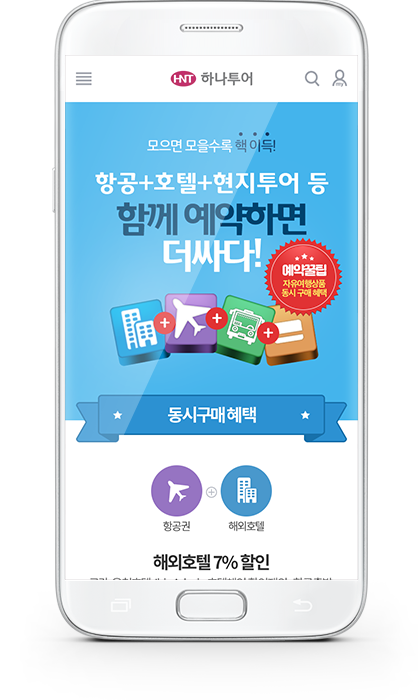 HNT 하나투어
모으면 모을수록 핵 이득!
항공+호텔+현지투어 등
함께 예약하면
더싸다!
예약꿀팁
자유여행상품
동시 구매 혜택
동시구매 혜택
항공권
해외호텔
해외호텔 7% 할인